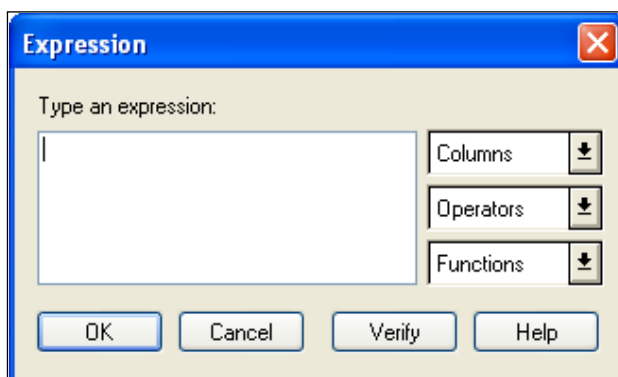 Expression
Type an expression:
Columns
Operators
Functions
OK Cancel Verify Help